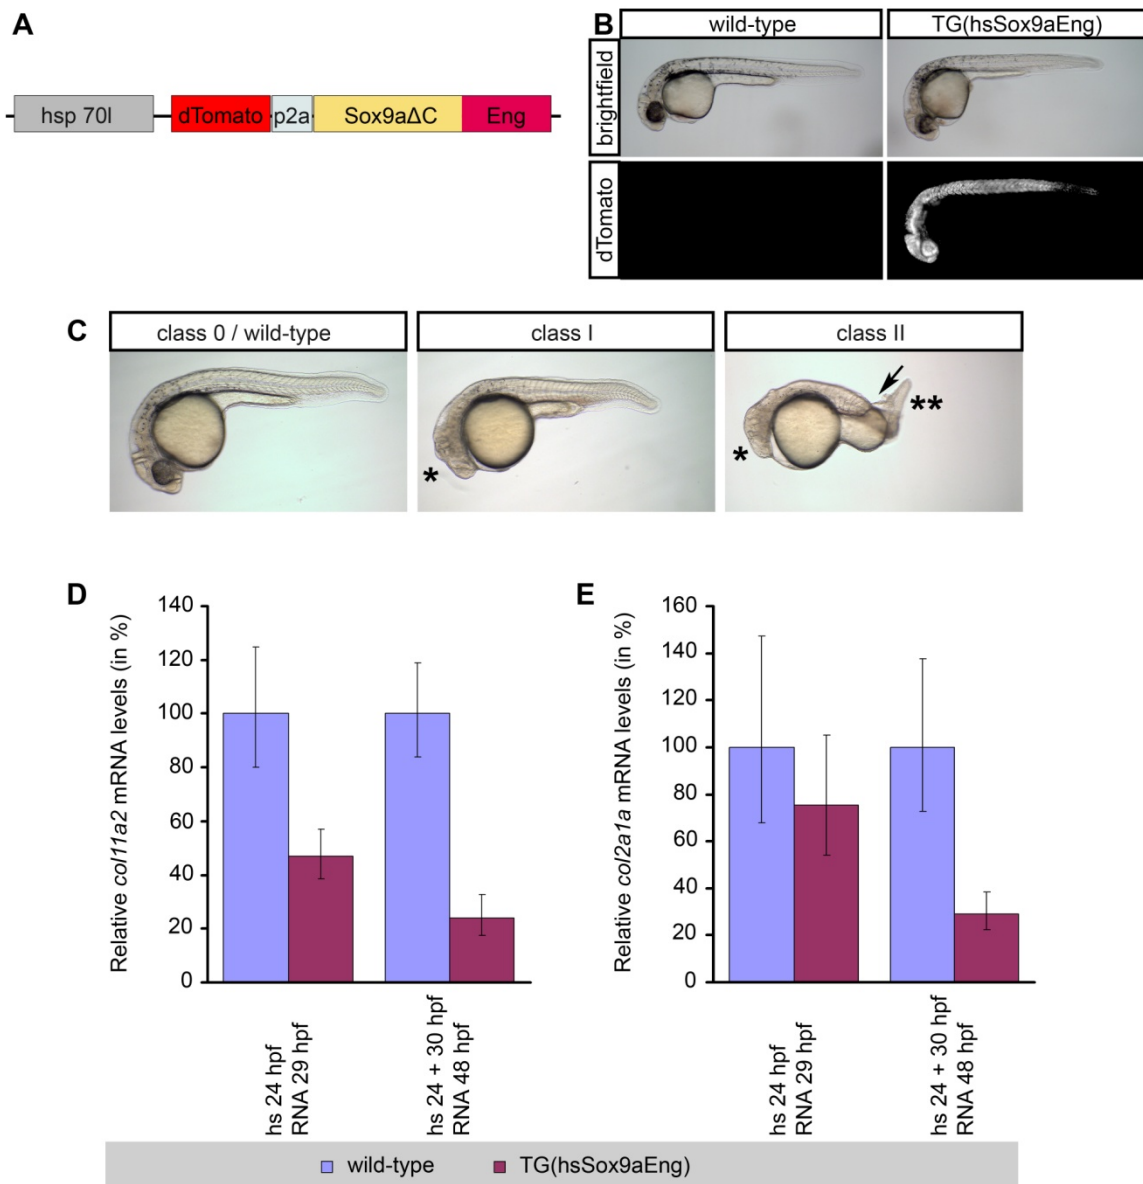 A
hsp 70l
dTomato
p2a
Sox9aΔC
Eng
B
wild-type
TG(hsSox9aEng)
brightfield
dTomato
C
class 0 / wild-type
class I
class II
*
*
**
D
Relative col11a2 mRNA levels (in %)
140
120
100
80
60
40
20
0
hs 24 hpf
RNA 29 hpf
hs 24 + 30 hpf
RNA 48 hpf
E
Relative col2a1a mRNA levels (in %)
160
140
120
100
80
60
40
20
0
hs 24 hpf
RNA 29 hpf
hs 24 + 30 hpf
RNA 48 hpf
wild-type
TG(hsSox9aEng)